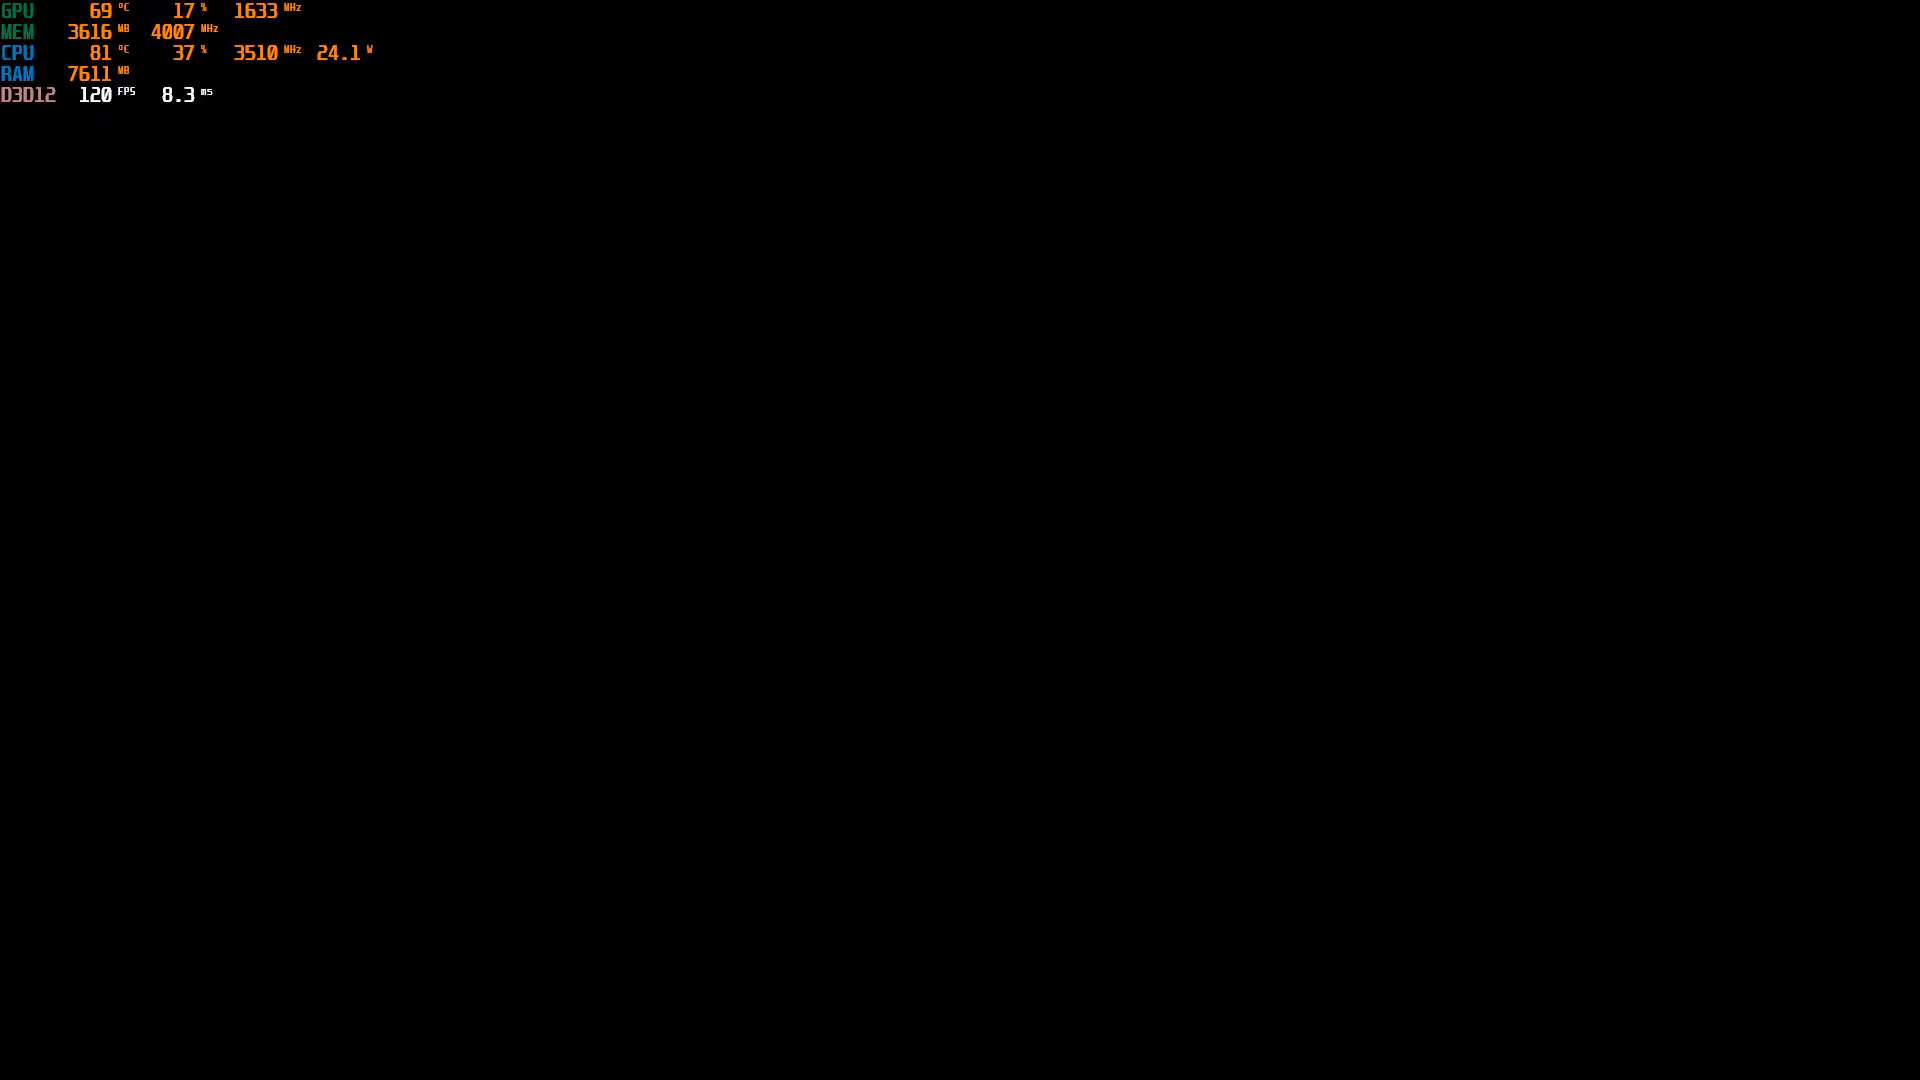 GPU 69 °C 17 % 1633 MHz
MEM 3616 MB 4007 MHz
CPU 81 °C 37 % 3510 MHz 24.1 W
RAM 7611 MB
D3D12 120 FPS 8.3 ms